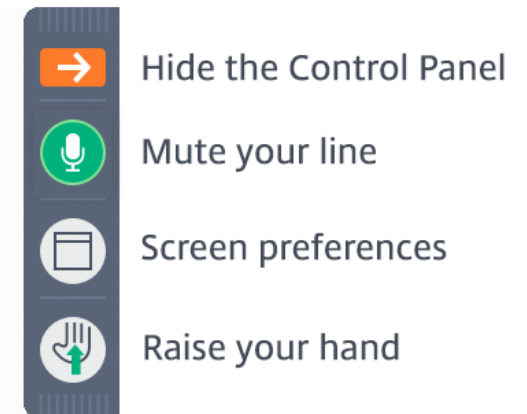 Hide the Control Panel
Mute your line
Screen preferences
Raise your hand